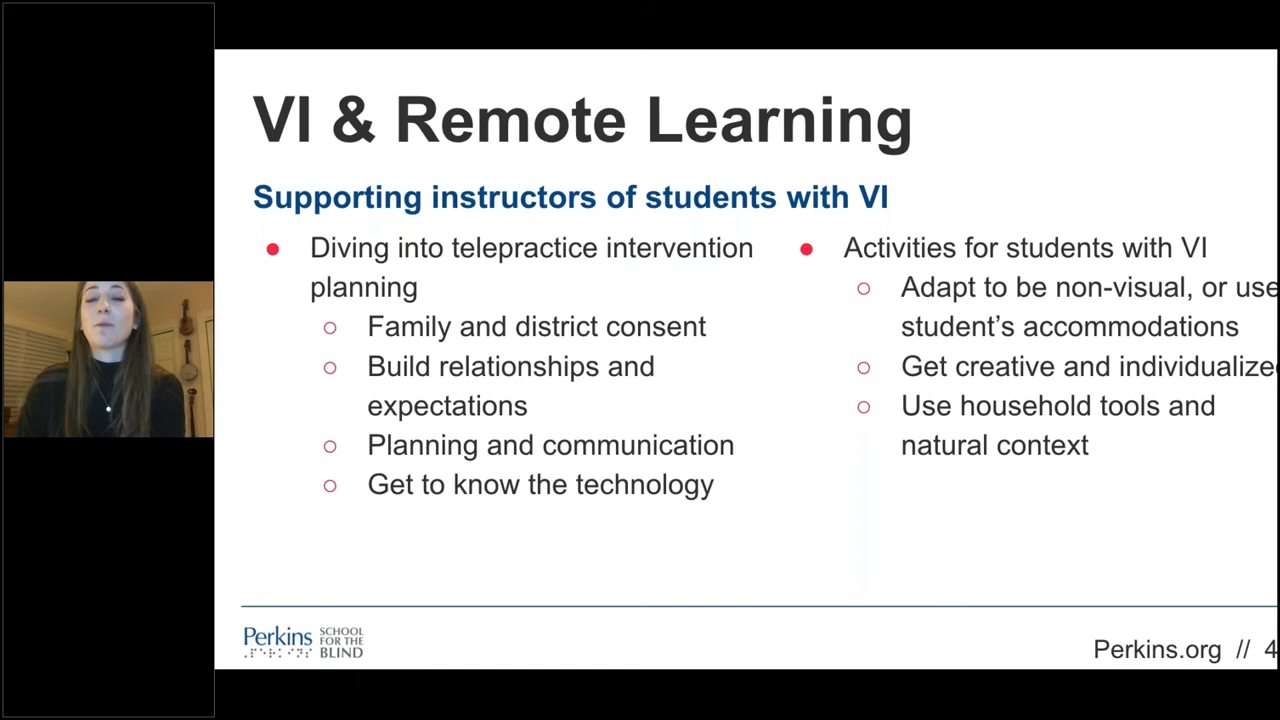 VI & Remote Learning
Supporting instructors of students with VI
● Diving into telepractice intervention
planning
○ Family and district consent
○ Build relationships and
expectations
○ Planning and communication
○ Get to know the technology
● Activities for students with VI
○ Adapt to be non-visual, or use
student’s accommodations
○ Get creative and individualize
○ Use household tools and
natural context
Perkins SCHOOL
FOR THE
BLIND
Perkins.org // 4